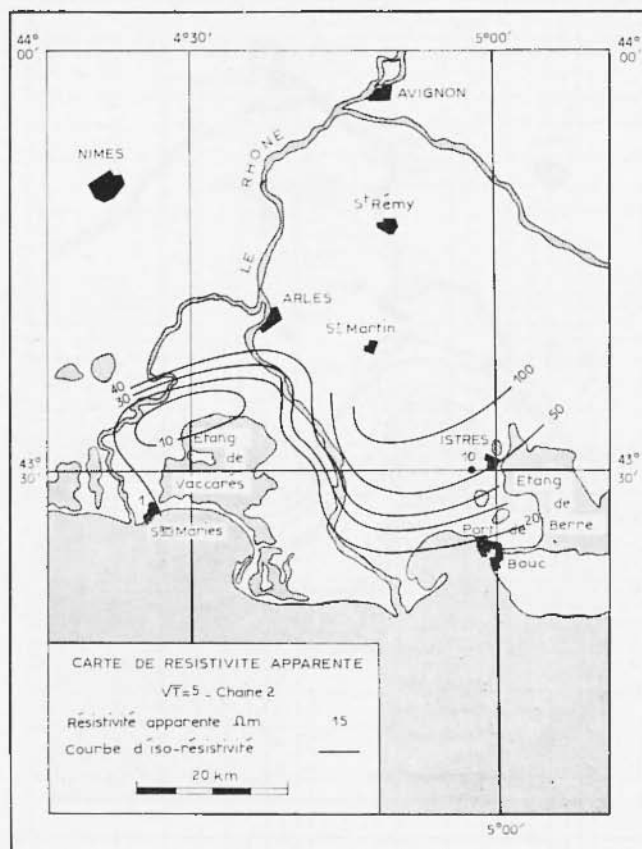 44°
00'
4°30'
5°00'
44°
00'
AVIGNON
NIMES
LE RHONE
St Rémy
ARLES
St Martin
40
30
10
100
50
ISTRES
10
43°
30'
43°
30'
Etang
de
Vaccarès
1
Stes Maries
Etang
de
Berre
20
Port de
Bouc
CARTE DE RESISTIVITE APPARENTE
√T=5 _ Chaine 2
Résistivité apparente Ωm 15
Courbe d'iso-résistivité
20 km
5°00'